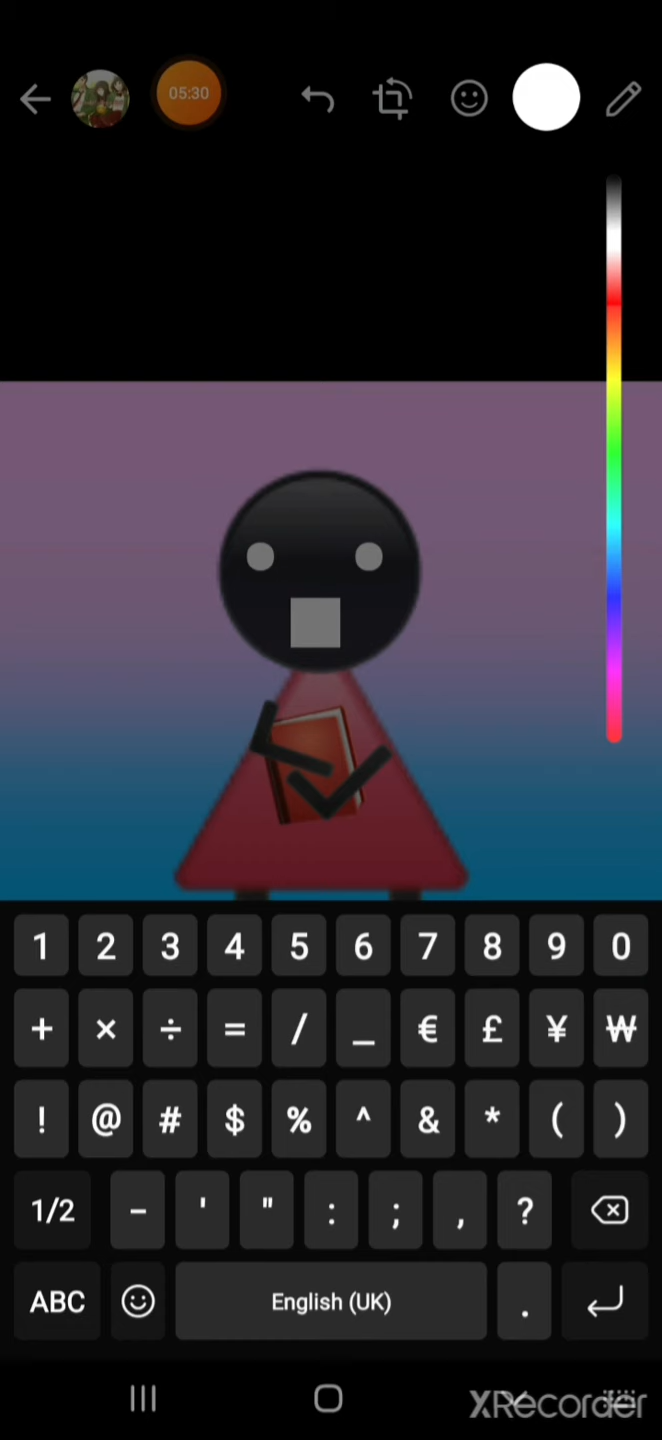 05:30
1 2 3 4 5 6 7 8 9 0
+ × ÷ = / _ € £ ¥ ₩
! @ # $ % ^ & * ( )
1/2 - ' " : ; , ?
ABC English (UK) .
XRecorder